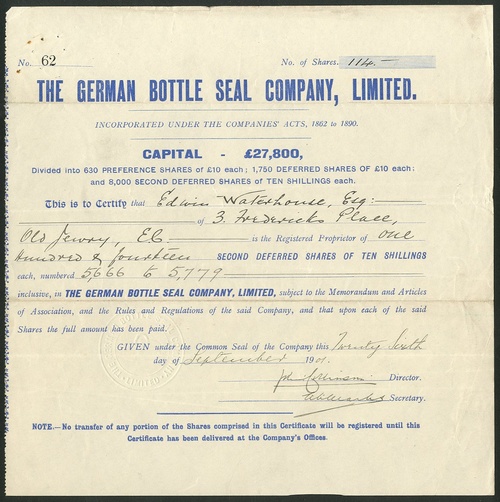 No. 62 No. of Shares. 114.—
THE GERMAN BOTTLE SEAL COMPANY, LIMITED.
INCORPORATED UNDER THE COMPANIES' ACTS, 1862 to 1890.
CAPITAL - £27,800,
Divided into 630 PREFERENCE SHARES of £10 each; 1,750 DEFERRED SHARES OF £10 each:
and 8,000 SECOND DEFERRED SHARES of TEN SHILLINGS each.
This is to Certify that Edwin Waterhouse, Esq:
of 3. Fredericks Place,
Old Jewry, E.C. is the Registered Proprietor of One
Hundred & fourteen SECOND DEFERRED SHARES OF TEN SHILLINGS
each, numbered 5,666 to 5,779
inclusive, in THE GERMAN BOTTLE SEAL COMPANY, LIMITED, subject to the Memorandum and Articles
of Association, and the Rules and Regulations of the said Company, and that upon each of the said
Shares the full amount has been paid.
GIVEN under the Common Seal of the Company this Twenty Sixth
day of September 1901.
Director.
Secretary.
NOTE.—No transfer of any portion of the Shares comprised in this Certificate will be registered until this
Certificate has been delivered at the Company's Offices.